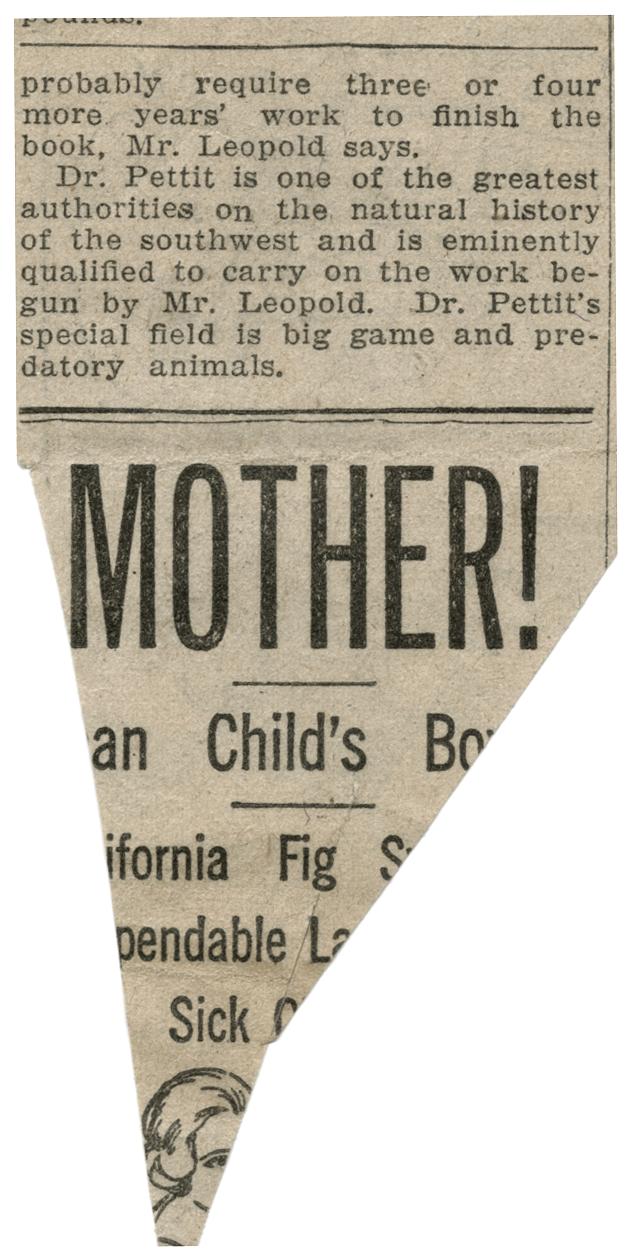 pounds.
probably require three or four
more years' work to finish the
book, Mr. Leopold says.
Dr. Pettit is one of the greatest
authorities on the natural history
of the southwest and is eminently
qualified to carry on the work be-
gun by Mr. Leopold. Dr. Pettit's
special field is big game and pre-
datory animals.
MOTHER!
an Child's Bo
ifornia Fig S
pendable La
Sick